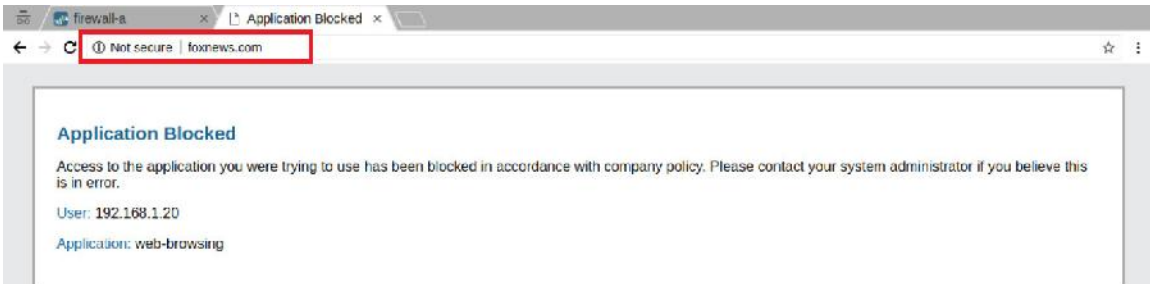 firewall-a
Application Blocked
Not secure | foxnews.com
Application Blocked
Access to the application you were trying to use has been blocked in accordance with company policy. Please contact your system administrator if you believe this
is in error.
User: 192.168.1.20
Application: web-browsing